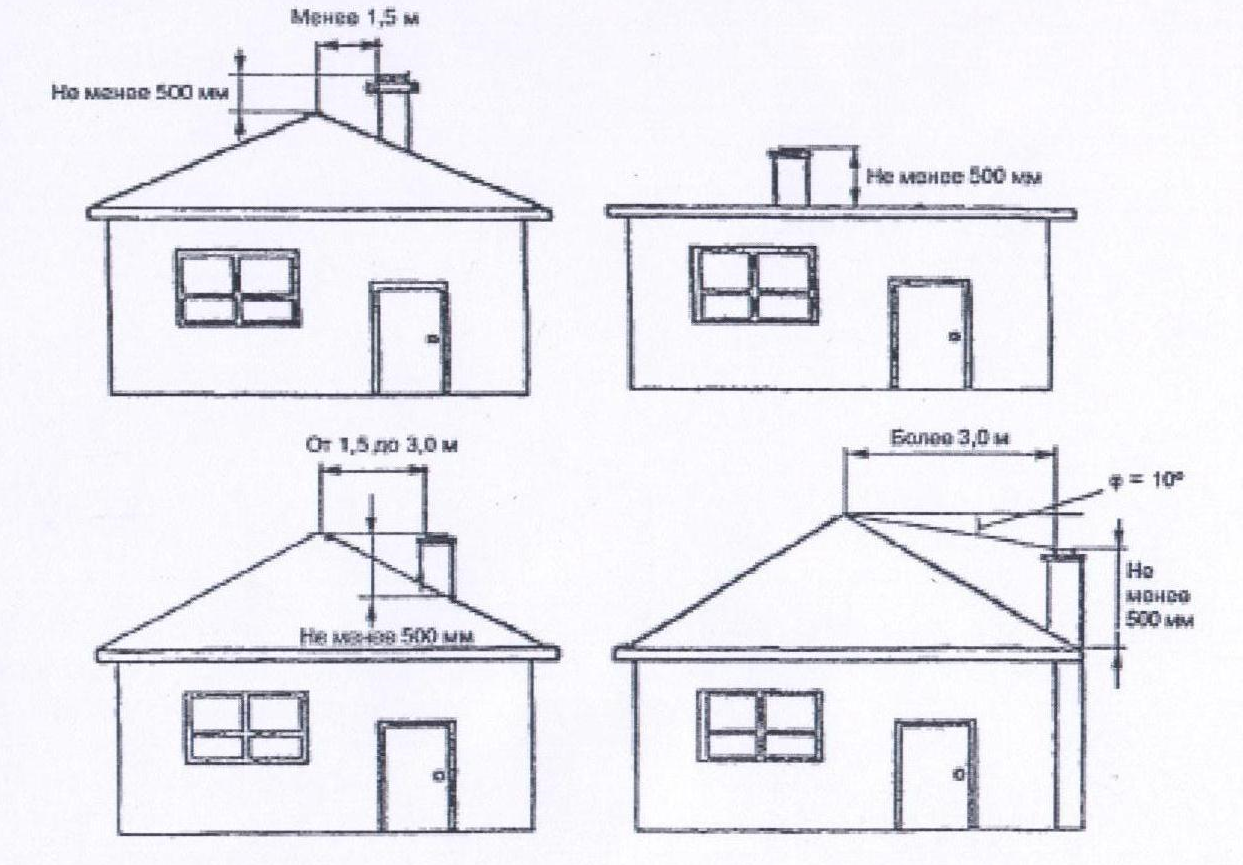 Менее 1,5 м
Не менее 500 мм
Не менее 500 мм
От 1,5 до 3,0 м
Не менее 500 мм
Более 3,0 м
φ = 10°
Не
менее
500 мм